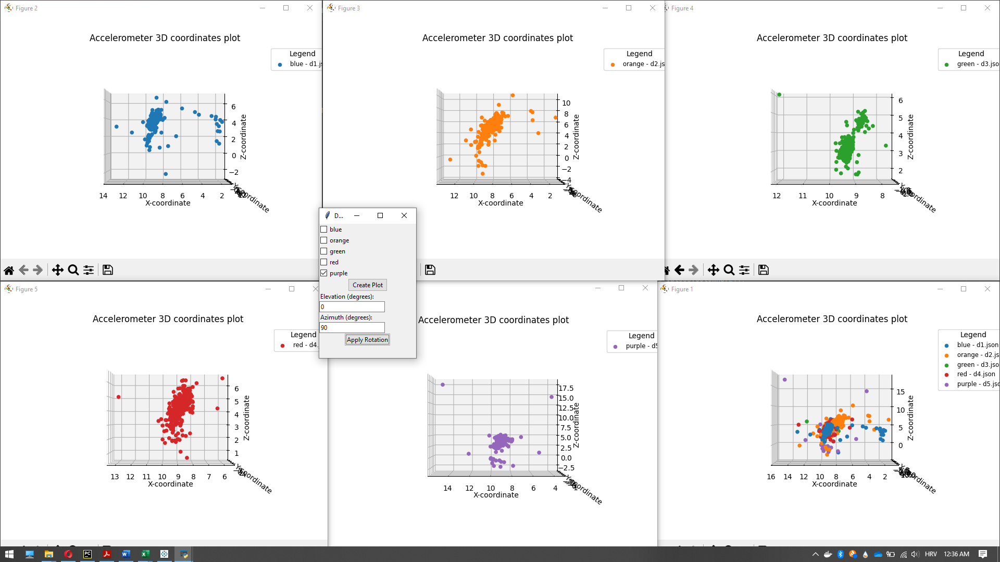 Figure 2
Accelerometer 3D coordinates plot
Legend
blue - d1.js
6
4
2
0
−2
Z-coordinate
14 12 10 8 6 4 2
X-coordinate
Y-coordinate
Figure 3
Accelerometer 3D coordinates plot
Legend
orange - d2.js
10
8
6
4
2
0
−2
−4
Z-coordinate
12 10 8 6 4 2
X-coordinate
Y-coordinate
Figure 4
Accelerometer 3D coordinates plot
Legend
green - d3.jso
6
5
4
3
2
Z-coordinate
12 11 10 9 8
X-coordinate
Y-coordinate
D...
blue
orange
green
red
purple
Create Plot
Elevation (degrees):
0
Azimuth (degrees):
90
Apply Rotation
Figure 5
Accelerometer 3D coordinates plot
Legend
red - d4.
6
5
4
3
2
1
Z-coordinate
13 12 11 10 9 8 7 6
X-coordinate
Y-coordinate
Accelerometer 3D coordinates plot
Legend
purple - d5
17.5
15.0
12.5
10.0
7.5
5.0
2.5
0.0
−2.5
Z-coordinate
14 12 10 8 6 4
X-coordinate
Y-coordinate
Figure 1
Accelerometer 3D coordinates plot
Legend
blue - d1.json
orange - d2.js
green - d3.jso
red - d4.json
purple - d5.jso
15
10
5
0
Z-coordinate
16 14 12 10 8 6 4 2
X-coordinate
Y-coordinate
PC
W
X
HRV
12:36 AM